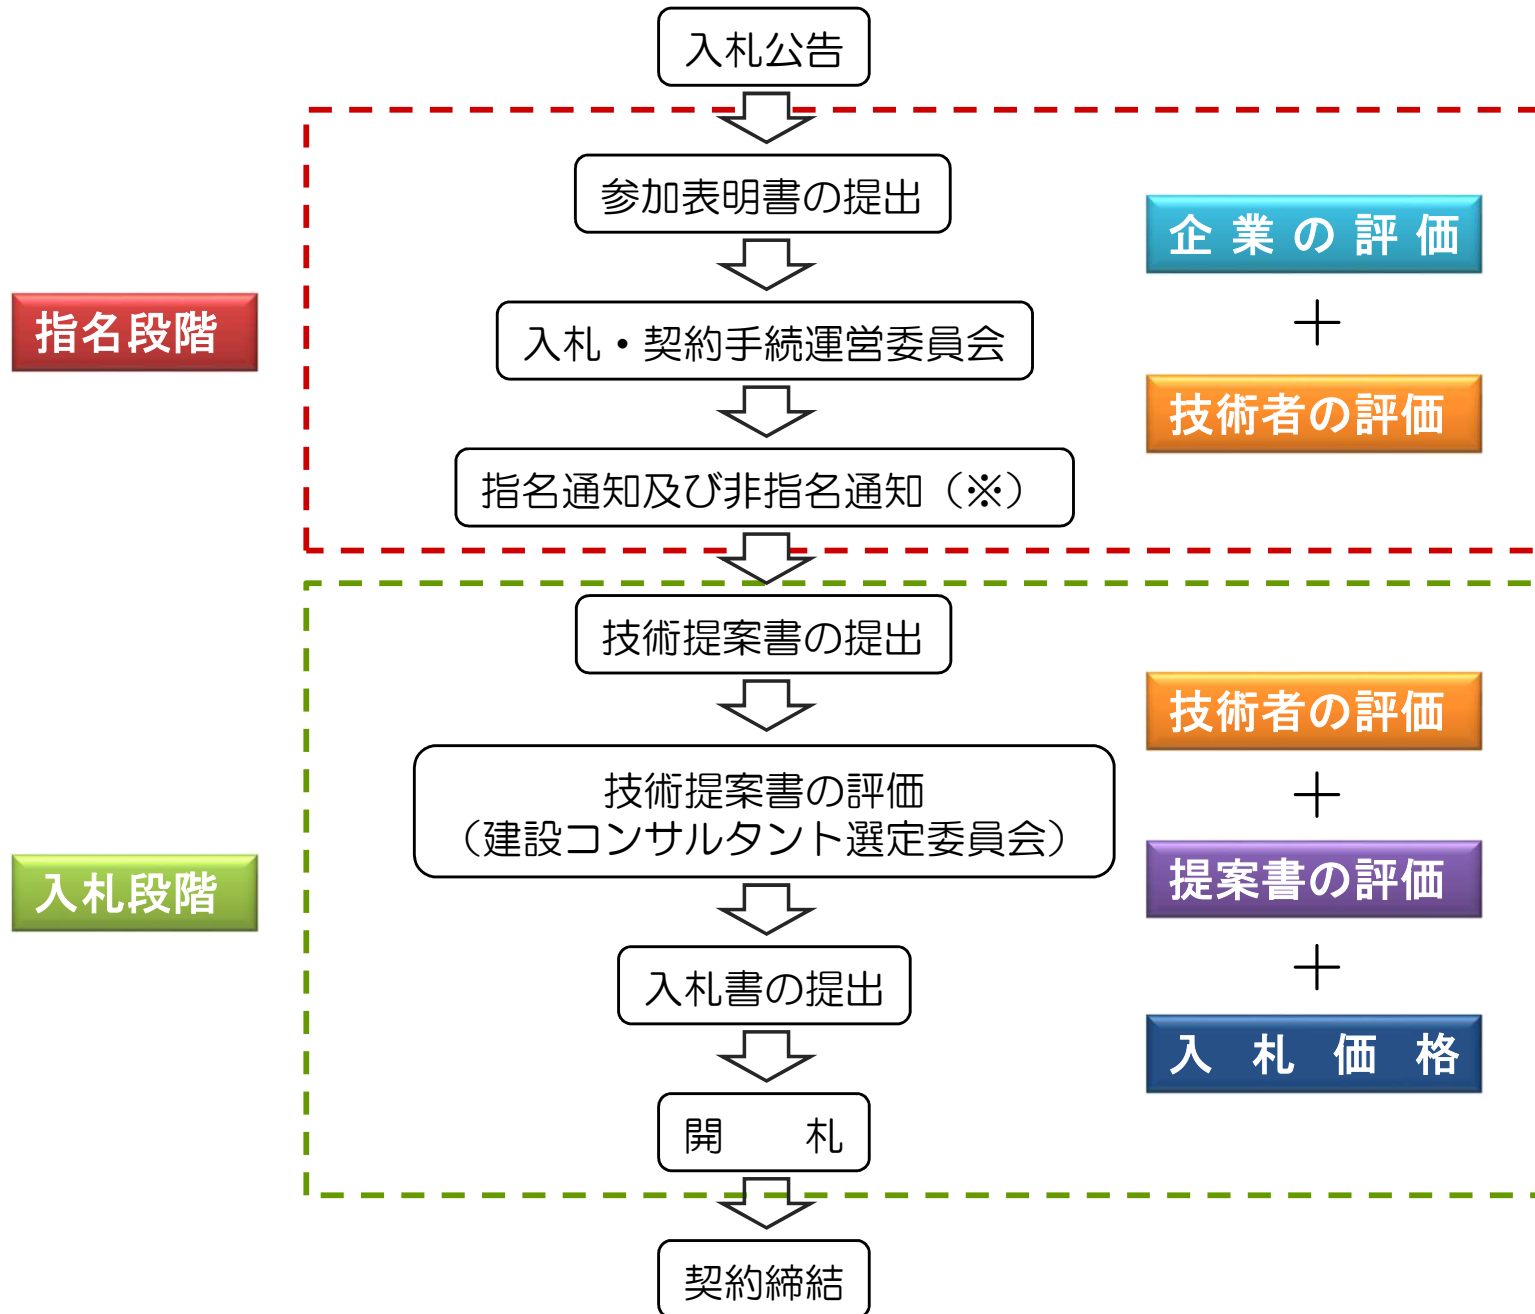 入札公告
参加表明書の提出
企業の評価
＋
指名段階
入札・契約手続運営委員会
技術者の評価
指名通知及び非指名通知（※）
技術提案書の提出
技術者の評価
＋
技術提案書の評価
（建設コンサルタント選定委員会）
入札段階
提案書の評価
＋
入札書の提出
入札価格
開　札
契約締結